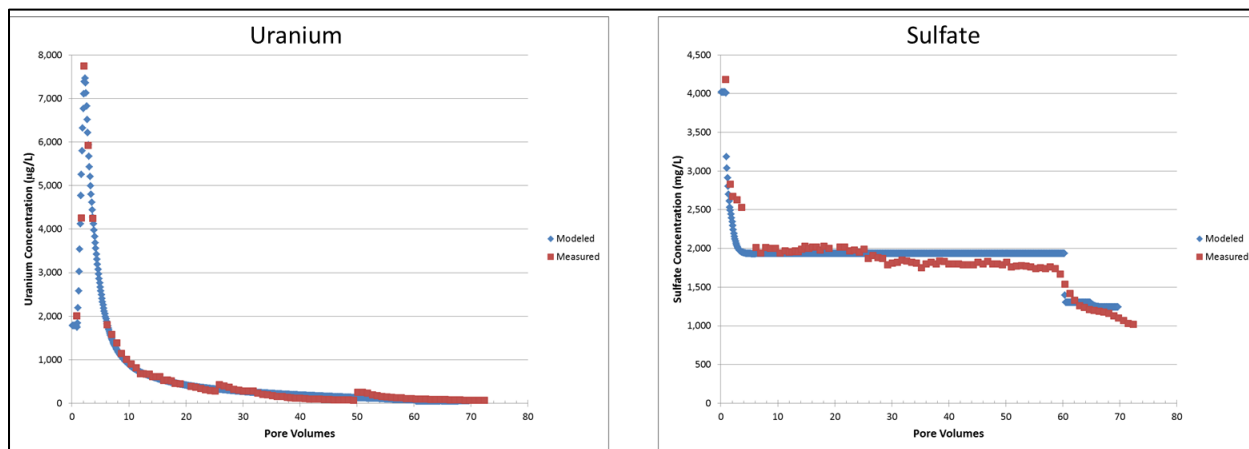 Uranium
8,000
7,000
6,000
5,000
4,000
3,000
2,000
1,000
0
0 10 20 30 40 50 60 70 80
Uranium Concentration (µg/L)
Pore Volumes
Modeled
Measured
Sulfate
4,500
4,000
3,500
3,000
2,500
2,000
1,500
1,000
500
0
0 10 20 30 40 50 60 70 80
Sulfate Concentration (mg/L)
Pore Volumes
Modeled
Measured